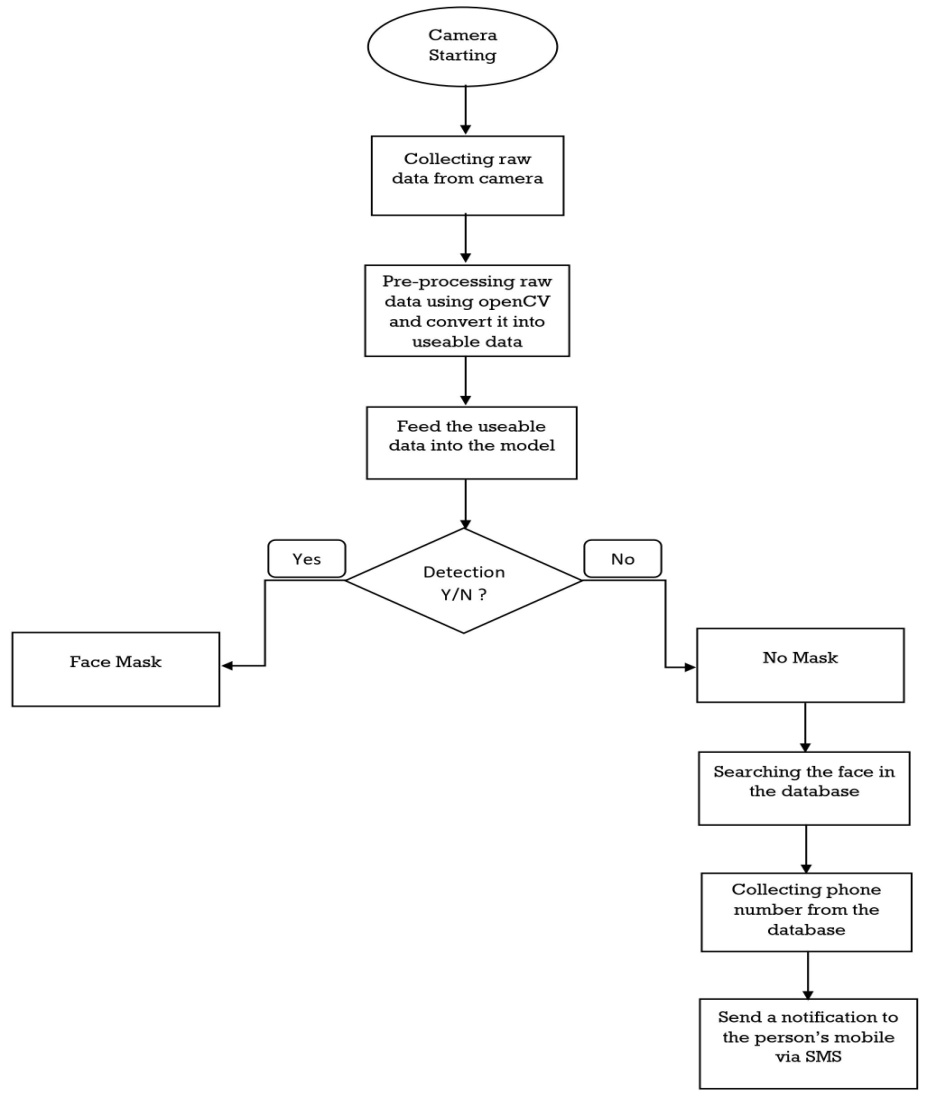 Camera
Starting
Collecting raw
data from camera
Pre-processing raw
data using openCV
and convert it into
useable data
Feed the useable
data into the model
Yes
No
Detection
Y/N ?
Face Mask
No Mask
Searching the face in
the database
Collecting phone
number from the
database
Send a notification to
the person's mobile
via SMS